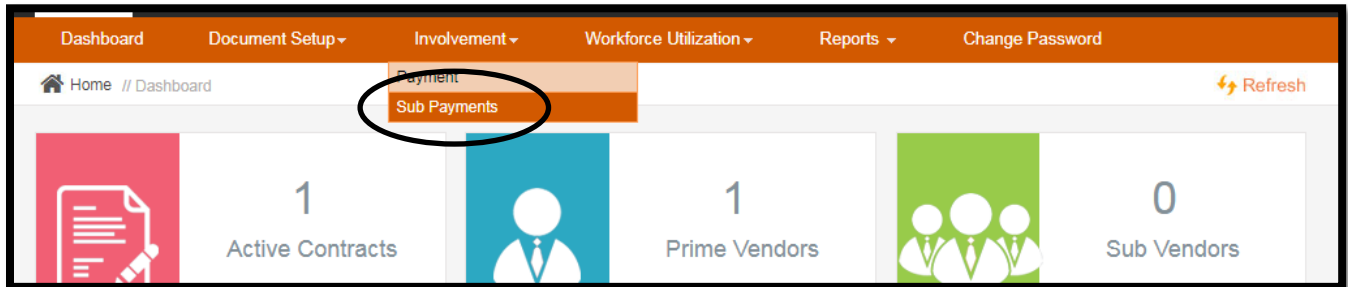 Dashboard Document Setup Involvement Workforce Utilization Reports Change Password
Home // Dashboard Payment Refresh
Sub Payments
1 1 0
Active Contracts Prime Vendors Sub Vendors